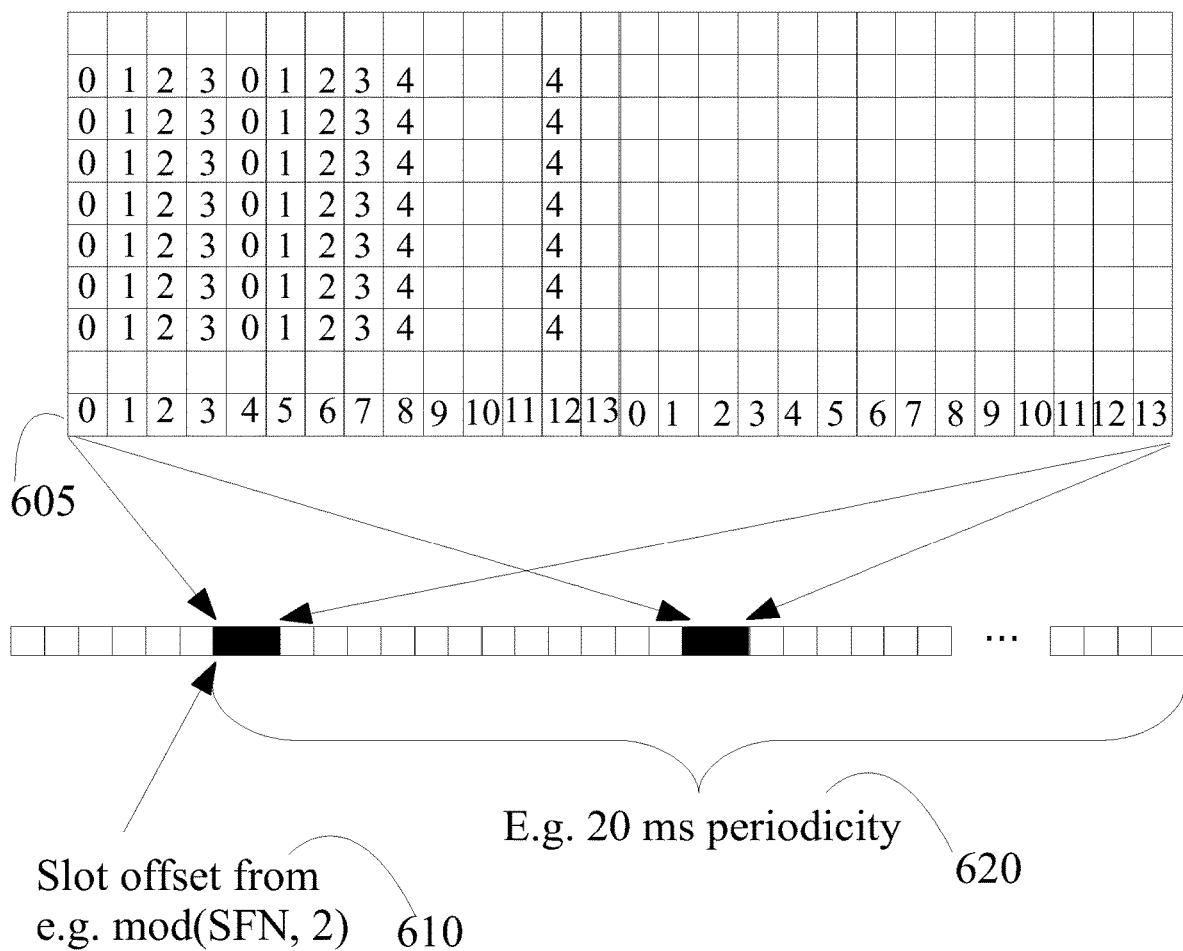 0 1 2 3 0 1 2 3 4 4
0 1 2 3 0 1 2 3 4 4
0 1 2 3 0 1 2 3 4 4
0 1 2 3 0 1 2 3 4 4
0 1 2 3 0 1 2 3 4 4
0 1 2 3 0 1 2 3 4 4
0 1 2 3 0 1 2 3 4 4
0 1 2 3 4 5 6 7 8 9 10 11 12 13 0 1 2 3 4 5 6 7 8 9 10 11 12 13
605
...
E.g. 20 ms periodicity
620
Slot offset from
e.g. mod(SFN, 2)
610